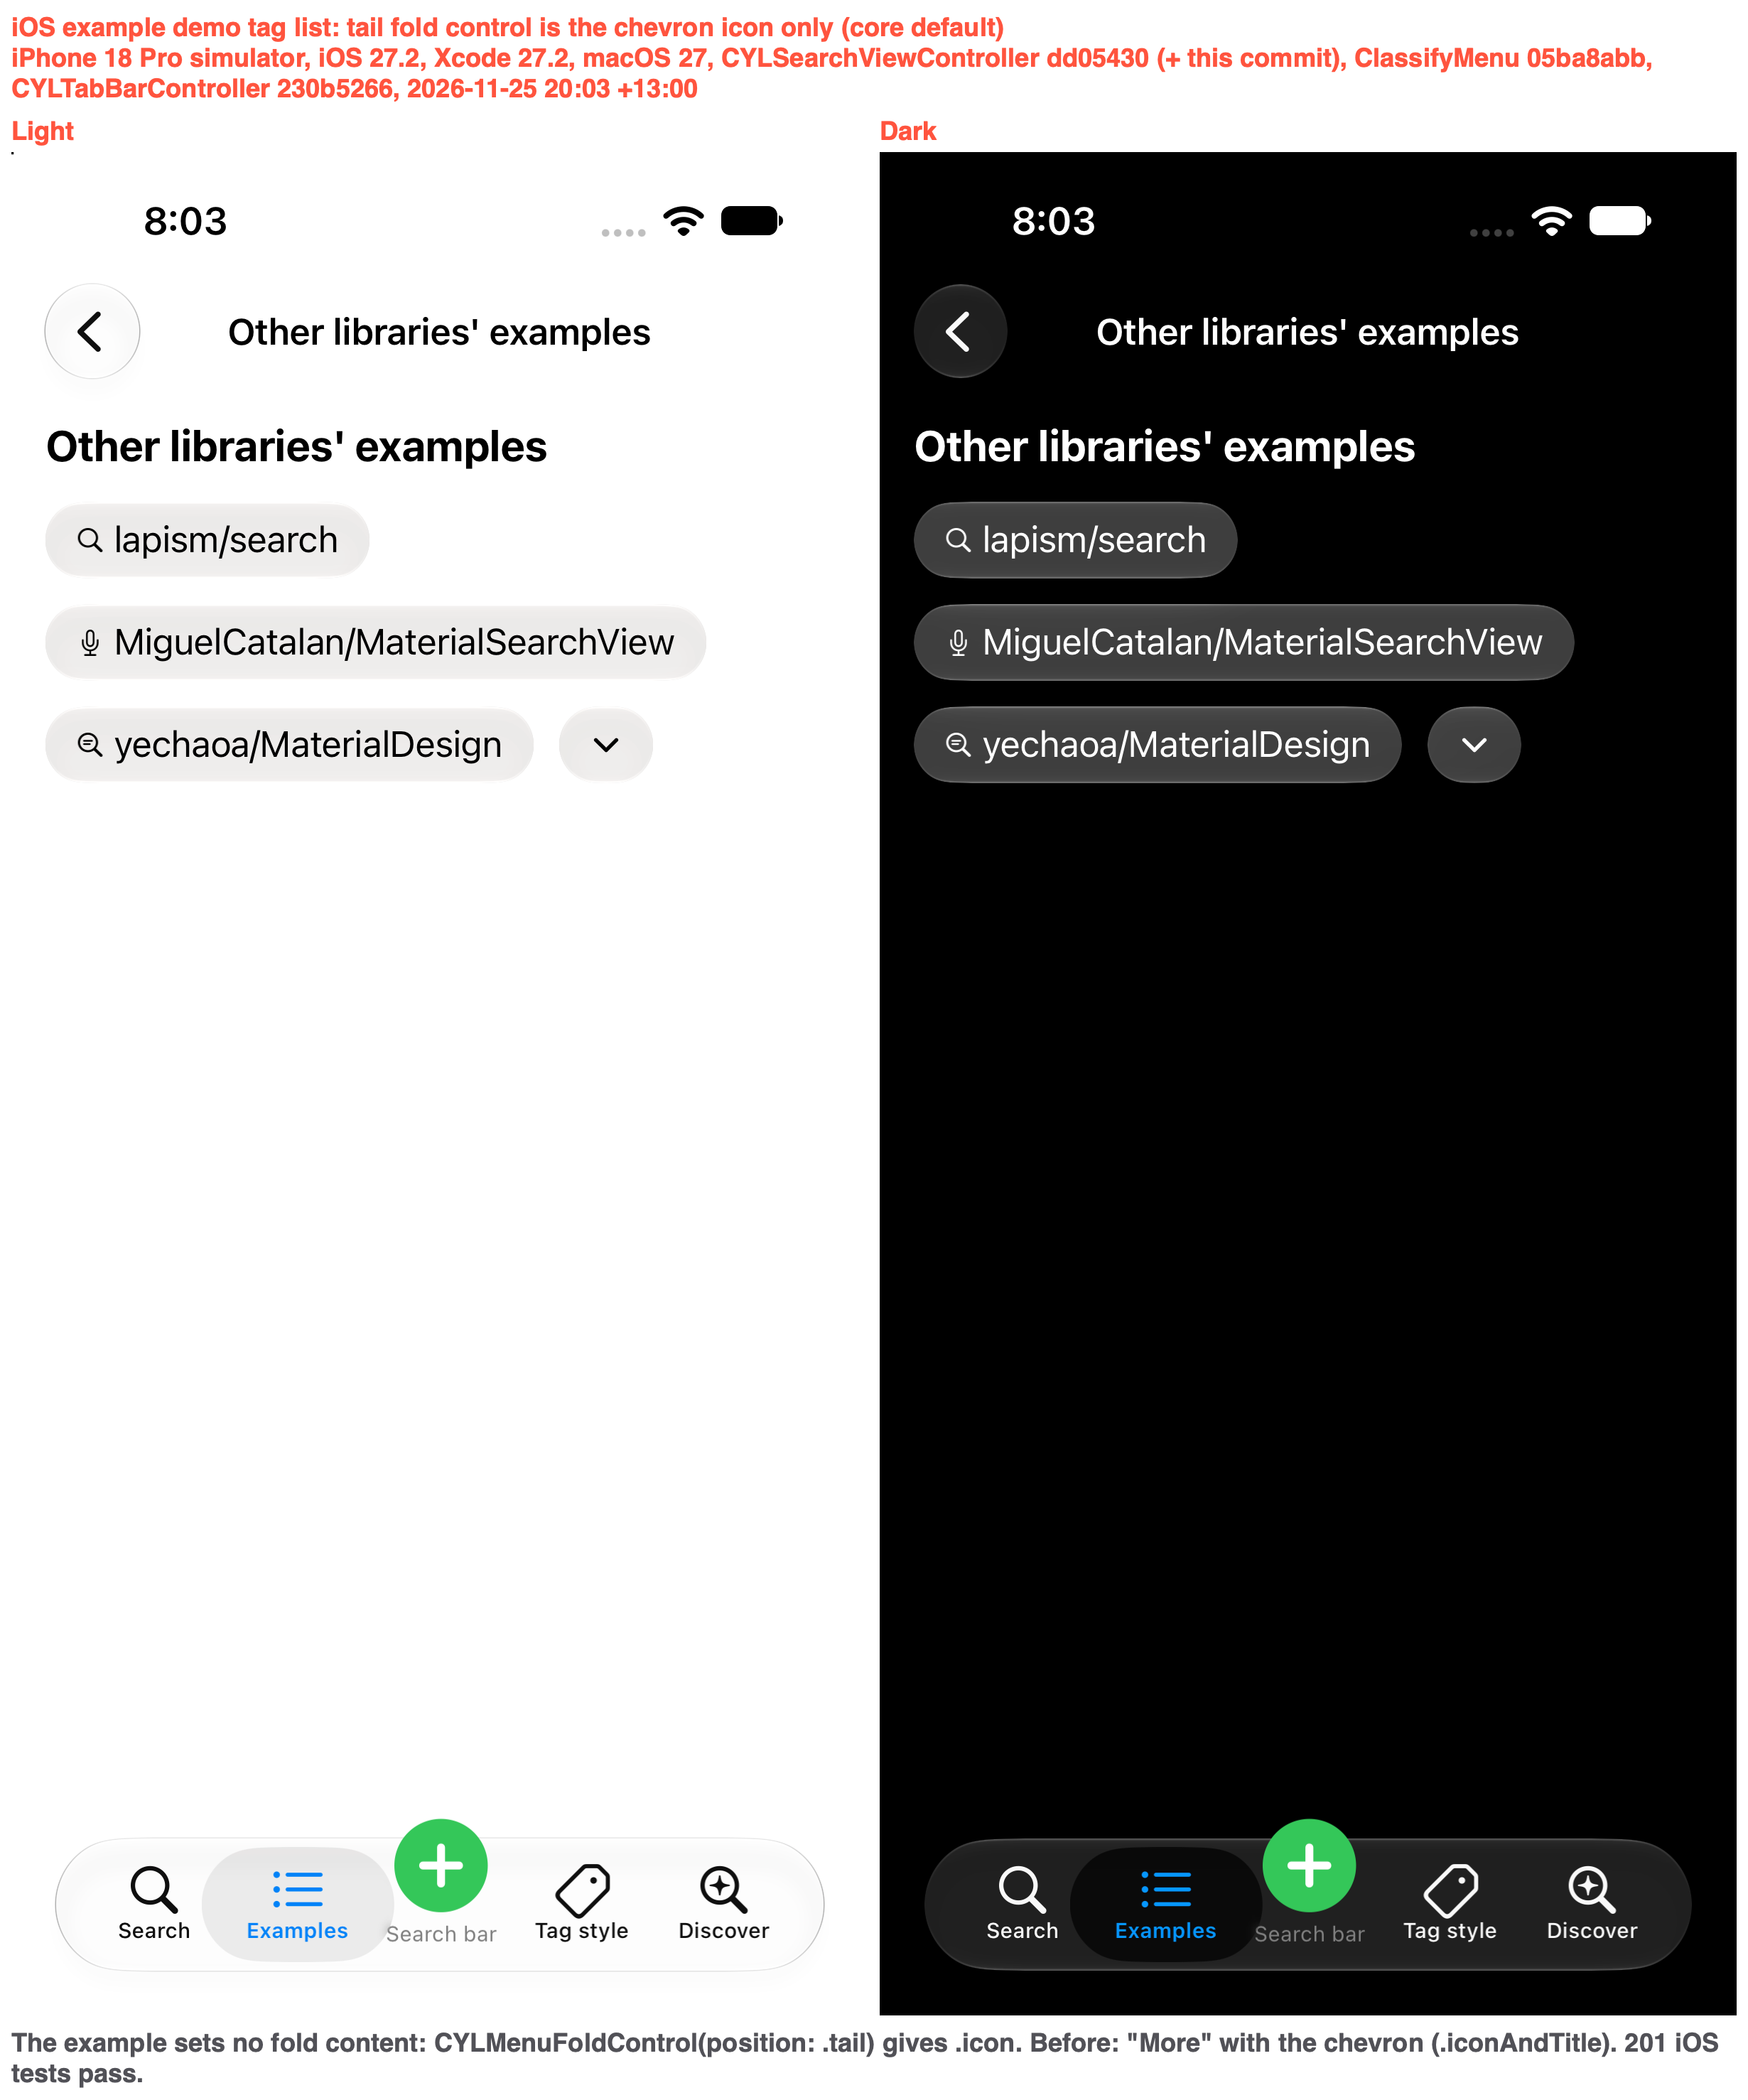 iOS example demo tag list: tail fold control is the chevron icon only (core default)
iPhone 18 Pro simulator, iOS 27.2, Xcode 27.2, macOS 27, CYLSearchViewController dd05430 (+ this commit), ClassifyMenu 05ba8abb,
CYLTabBarController 230b5266, 2026-11-25 20:03 +13:00
Light
8:03
Other libraries' examples
Other libraries' examples
lapism/search
MiguelCatalan/MaterialSearchView
yechaoa/MaterialDesign
Search
Examples
Search bar
Tag style
Discover
Dark
8:03
Other libraries' examples
Other libraries' examples
lapism/search
MiguelCatalan/MaterialSearchView
yechaoa/MaterialDesign
Search
Examples
Search bar
Tag style
Discover
The example sets no fold content: CYLMenuFoldControl(position: .tail) gives .icon. Before: "More" with the chevron (.iconAndTitle). 201 iOS
tests pass.